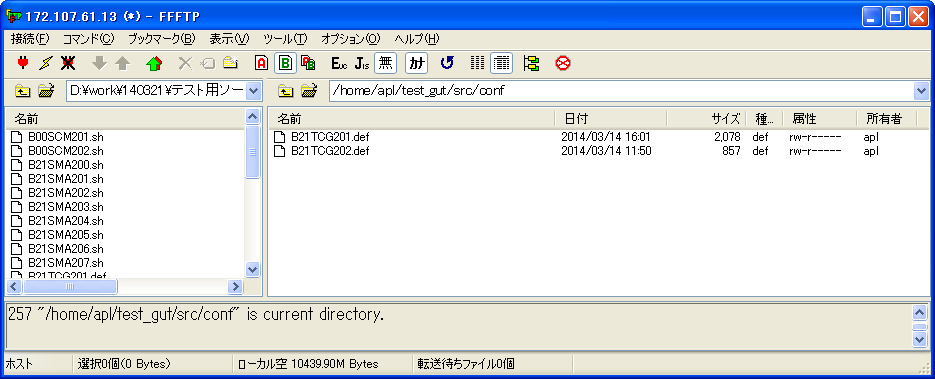 172.107.61.13 (*) - FFFTP
接続(F) コマンド(C) ブックマーク(B) 表示(V) ツール(T) オプション(O) ヘルプ(H)
A B A B EUC JIS 無 カナ
D:¥work¥140321¥テスト用ソー /home/apl/test_gut/src/conf
名前 名前 日付 サイズ 種... 属性 所有者
B00SCM201.sh B21TCG201.def 2014/03/14 16:01 2,078 def rw-r----- apl
B00SCM202.sh B21TCG202.def 2014/03/14 11:50 857 def rw-r----- apl
B21SMA200.sh
B21SMA201.sh
B21SMA202.sh
B21SMA203.sh
B21SMA204.sh
B21SMA205.sh
B21SMA206.sh
B21SMA207.sh
B21TCG201.def
257 "/home/apl/test_gut/src/conf" is current directory.
ホスト 選択0個(0 Bytes) ローカル空 10439.90M Bytes 転送待ちファイル0個